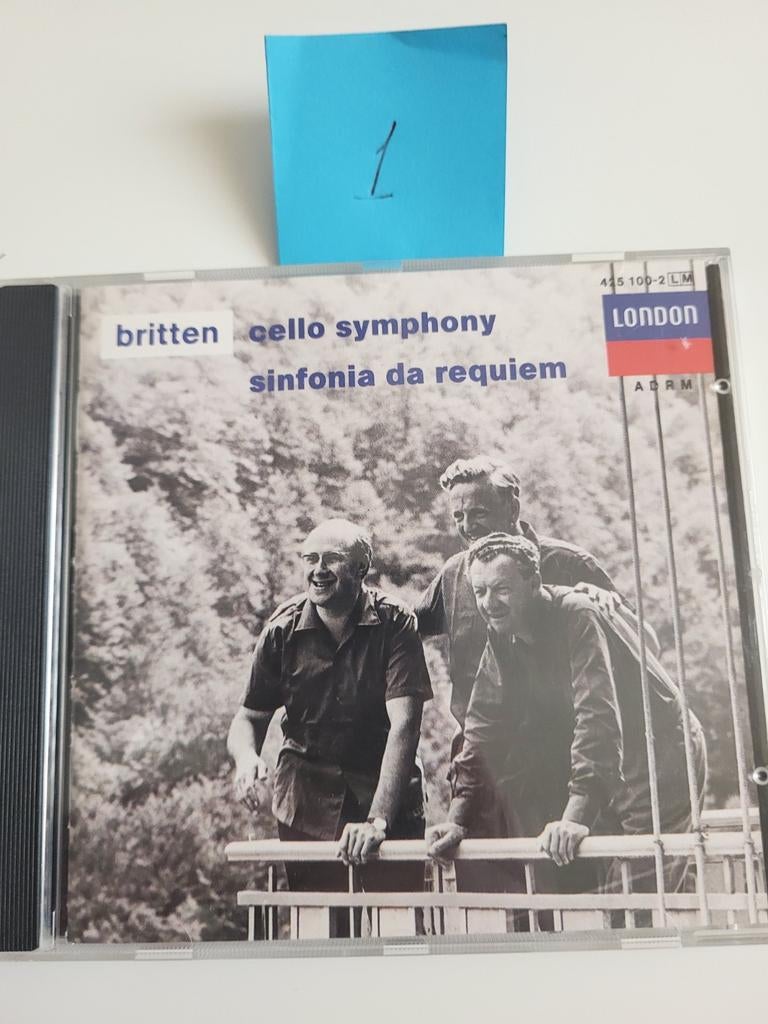 1
425 100-2 LM
LONDON
ADRM
britten cello symphony
sinfonia da requiem